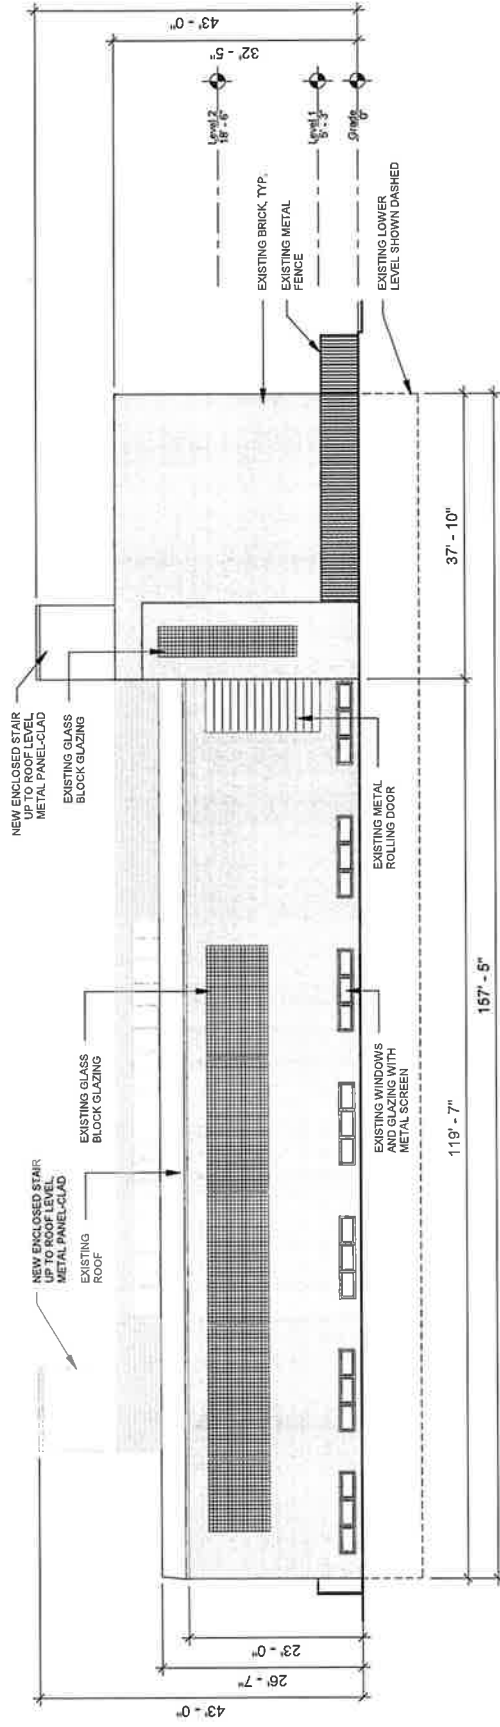 NEW ENCLOSED STAIR
UP TO ROOF LEVEL,
METAL PANEL-CLAD
EXISTING
ROOF
EXISTING GLASS
BLOCK GLAZING
NEW ENCLOSED STAIR
UP TO ROOF LEVEL,
METAL PANEL-CLAD
EXISTING GLASS
BLOCK GLAZING
43' - 0"
26' - 7"
23' - 0"
43' - 0"
32' - 5"
Level 2
18' - 6"
Level 1
5' - 3"
Grade
0"
EXISTING BRICK, TYP.
EXISTING METAL
FENCE
EXISTING LOWER
LEVEL SHOWN DASHED
EXISTING WINDOWS
AND GLAZING WITH
METAL SCREEN
EXISTING METAL
ROLLING DOOR
119' - 7"
37' - 10"
157' - 5"